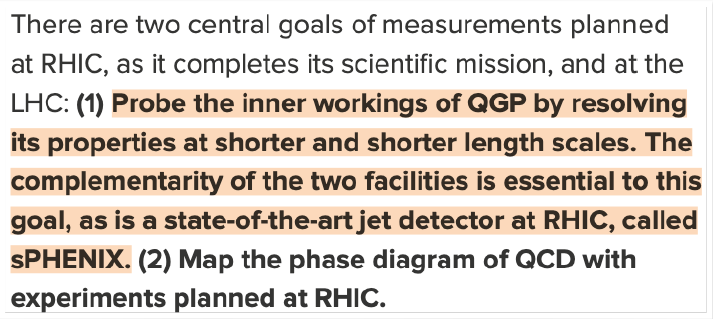 There are two central goals of measurements planned
at RHIC, as it completes its scientific mission, and at the
LHC: (1) Probe the inner workings of QGP by resolving
its properties at shorter and shorter length scales. The
complementarity of the two facilities is essential to this
goal, as is a state-of-the-art jet detector at RHIC, called
sPHENIX. (2) Map the phase diagram of QCD with
experiments planned at RHIC.